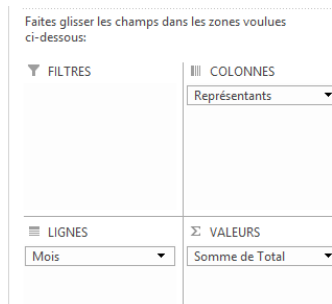 Faites glisser les champs dans les zones voulues
ci-dessous:
FILTRES
COLONNES
Représentants
LIGNES
Σ VALEURS
Mois
Somme de Total